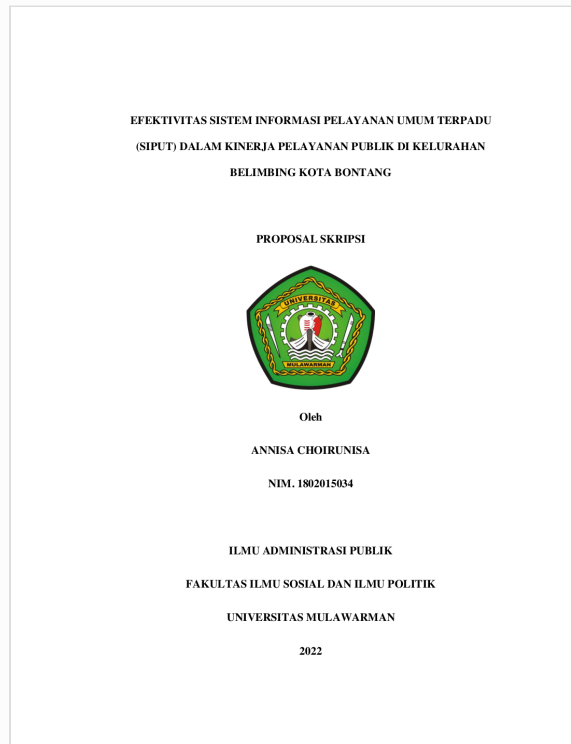 EFEKTIVITAS SISTEM INFORMASI PELAYANAN UMUM TERPADU
(SIPUT) DALAM KINERJA PELAYANAN PUBLIK DI KELURAHAN
BELIMBING KOTA BONTANG
PROPOSAL SKRIPSI
UNIVERSITAS
MULAWARMAN
Oleh
ANNISA CHOIRUNISA
NIM. 1802015034
ILMU ADMINISTRASI PUBLIK
FAKULTAS ILMU SOSIAL DAN ILMU POLITIK
UNIVERSITAS MULAWARMAN
2022